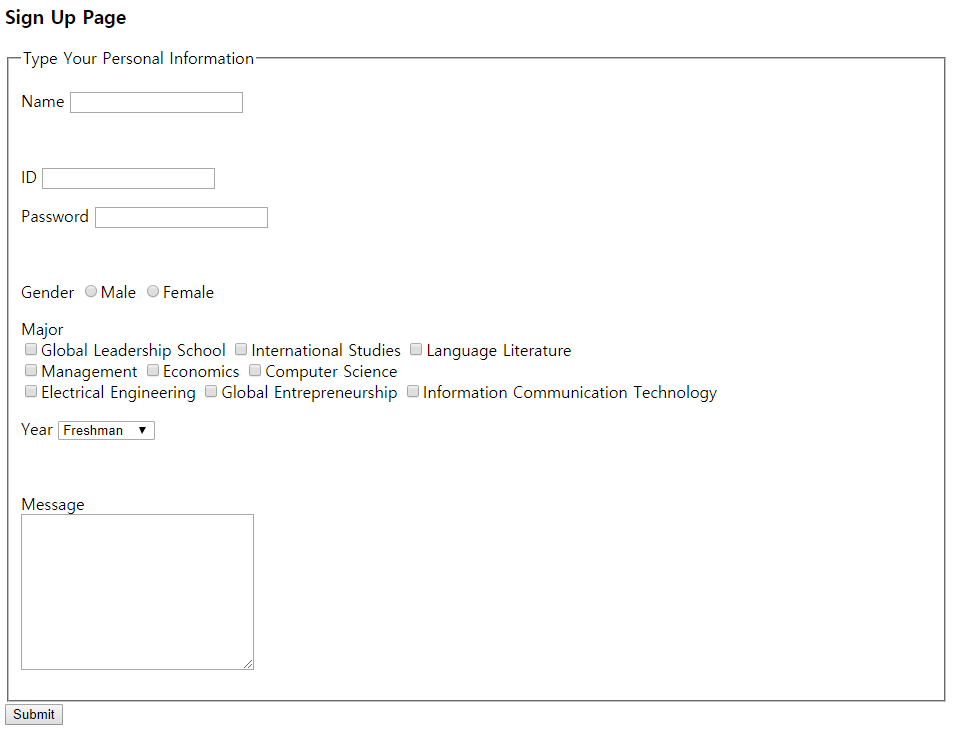 Sign Up Page
Type Your Personal Information
Name
ID
Password
Gender Male Female
Major
Global Leadership School International Studies Language Literature
Management Economics Computer Science
Electrical Engineering Global Entrepreneurship Information Communication Technology
Year Freshman
Message
Submit